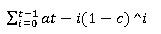 ∑_{i=0}^{t−1} at − i(1 − c) ^i